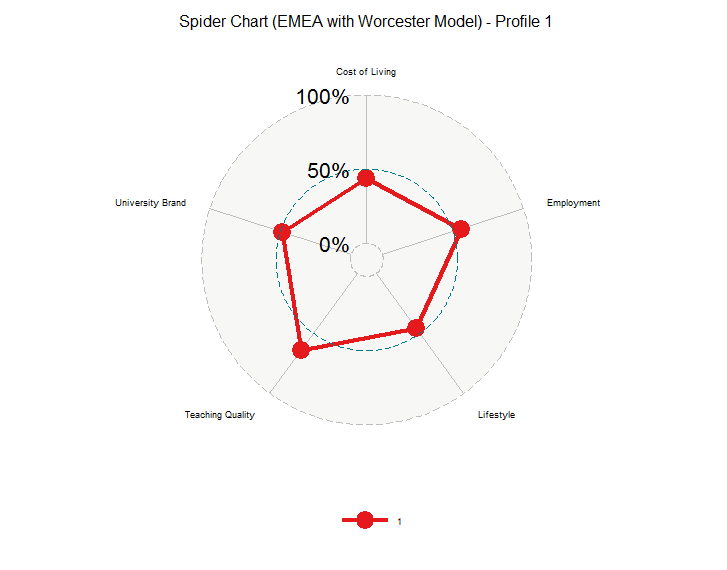 Spider Chart (EMEA with Worcester Model) - Profile 1
Cost of Living
100%
50%
University Brand
Employment
0%
Teaching Quality
Lifestyle
1